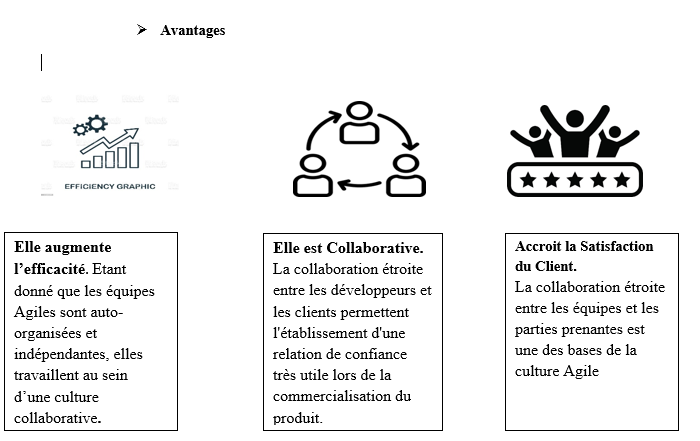 Avantages
EFFICIENCY GRAPHIC
Elle augmente
l’efficacité. Etant
donné que les équipes
Agiles sont auto-
organisées et
indépendantes, elles
travaillent au sein
d’une culture
collaborative.
Elle est Collaborative.
La collaboration étroite
entre les développeurs et
les clients permettent
l'établissement d'une
relation de confiance
très utile lors de la
commercialisation du
produit.
Accroit la Satisfaction
du Client.
La collaboration étroite
entre les équipes et les
parties prenantes est
une des bases de la
culture Agile